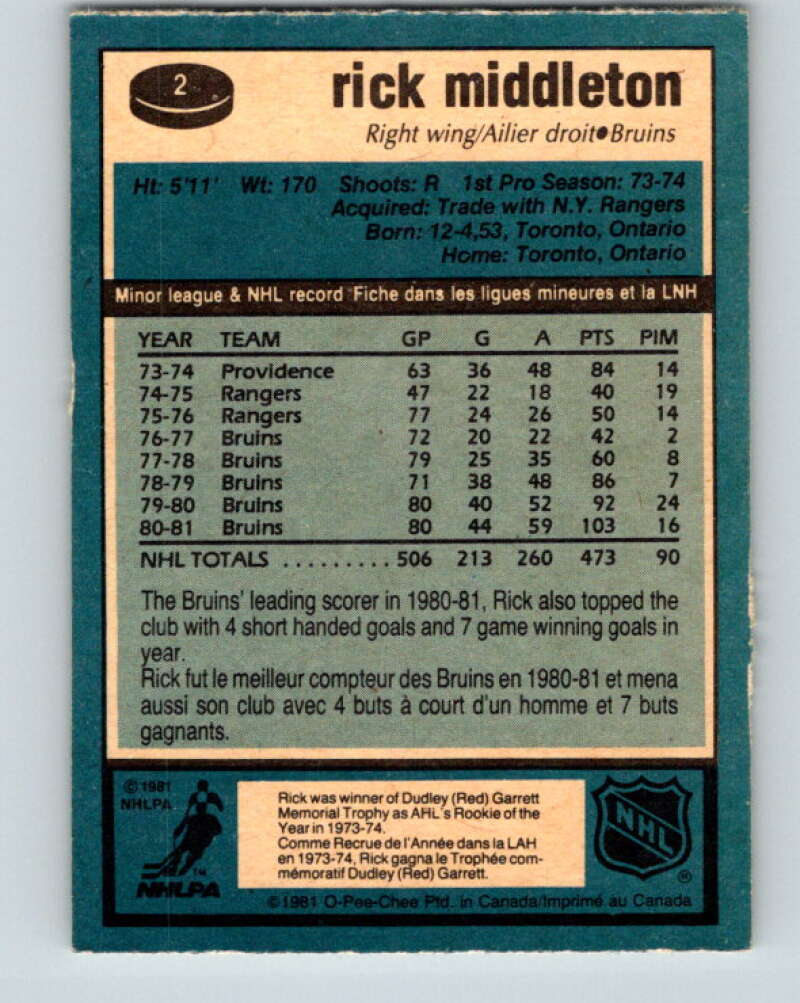 2
rick middleton
Right wing/Ailier droit●Bruins
Ht: 5'11' Wt: 170 Shoots: R 1st Pro Season: 73-74
Acquired: Trade with N.Y. Rangers
Born: 12-4,53, Toronto, Ontario
Home: Toronto, Ontario
Minor league & NHL record Fiche dans les ligues mineures et la LNH
YEAR TEAM GP G A PTS PIM
73-74 Providence 63 36 48 84 14
74-75 Rangers 47 22 18 40 19
75-76 Rangers 77 24 26 50 14
76-77 Bruins 72 20 22 42 2
77-78 Bruins 79 25 35 60 8
78-79 Bruins 71 38 48 86 7
79-80 Bruins 80 40 52 92 24
80-81 Bruins 80 44 59 103 16
NHL TOTALS ......... 506 213 260 473 90
The Bruins' leading scorer in 1980-81, Rick also topped the
club with 4 short handed goals and 7 game winning goals in
year.
Rick fut le meilleur compteur des Bruins en 1980-81 et mena
aussi son club avec 4 buts à court d'un homme et 7 buts
gagnants.
© 1981
NHLPA
TM
NHLPA
Rick was winner of Dudley (Red) Garrett
Memorial Trophy as AHL's Rookie of the
Year in 1973-74.
Comme Recrue de l'Année dans la LAH
en 1973-74, Rick gagna le Trophée com-
mémoratif Dudley (Red) Garrett.
NHL
®
© 1981 O-Pee-Chee Ptd. in Canada/Imprimé au Canada